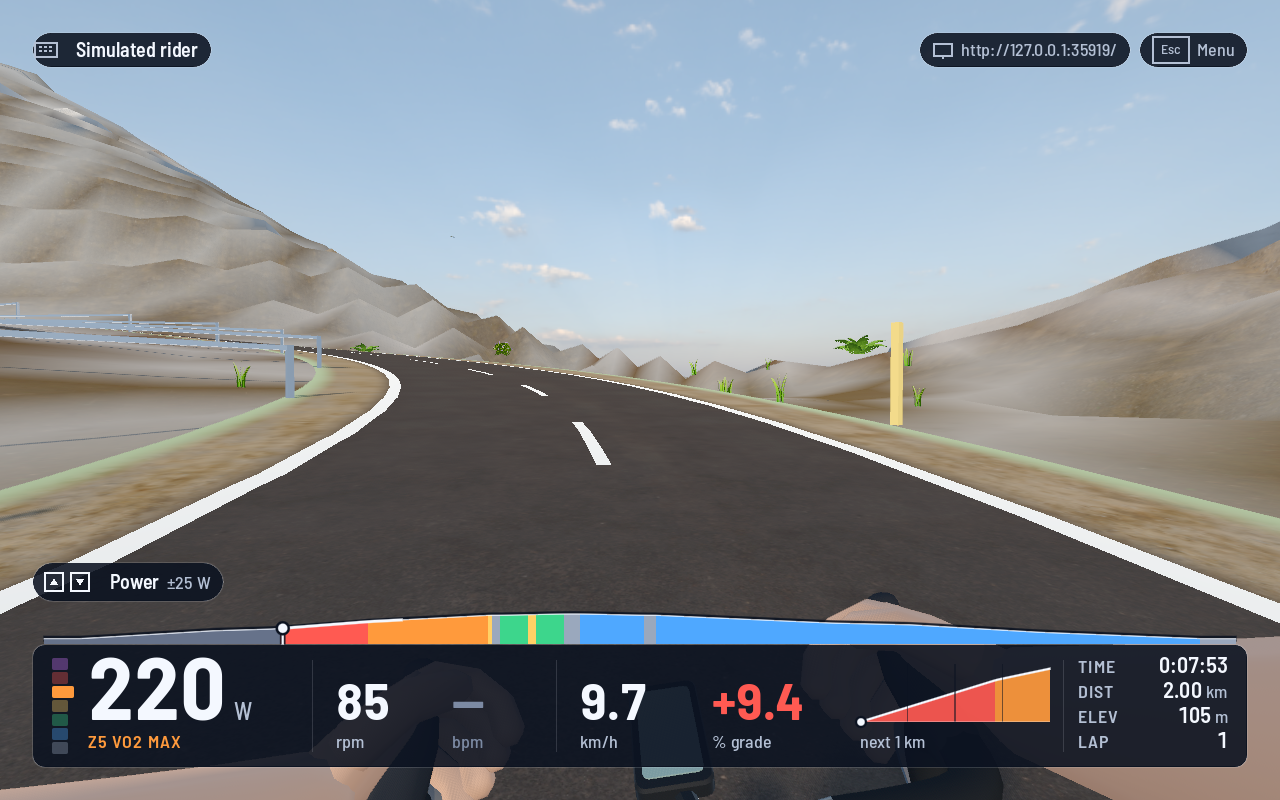 Simulated rider
http://127.0.0.1:35919/
Esc Menu
Power ±25 W
220 W
Z5 VO2 MAX
85
rpm
—
bpm
9.7
km/h
+9.4
% grade
next 1 km
TIME 0:07:53
DIST 2.00 km
ELEV 105 m
LAP 1